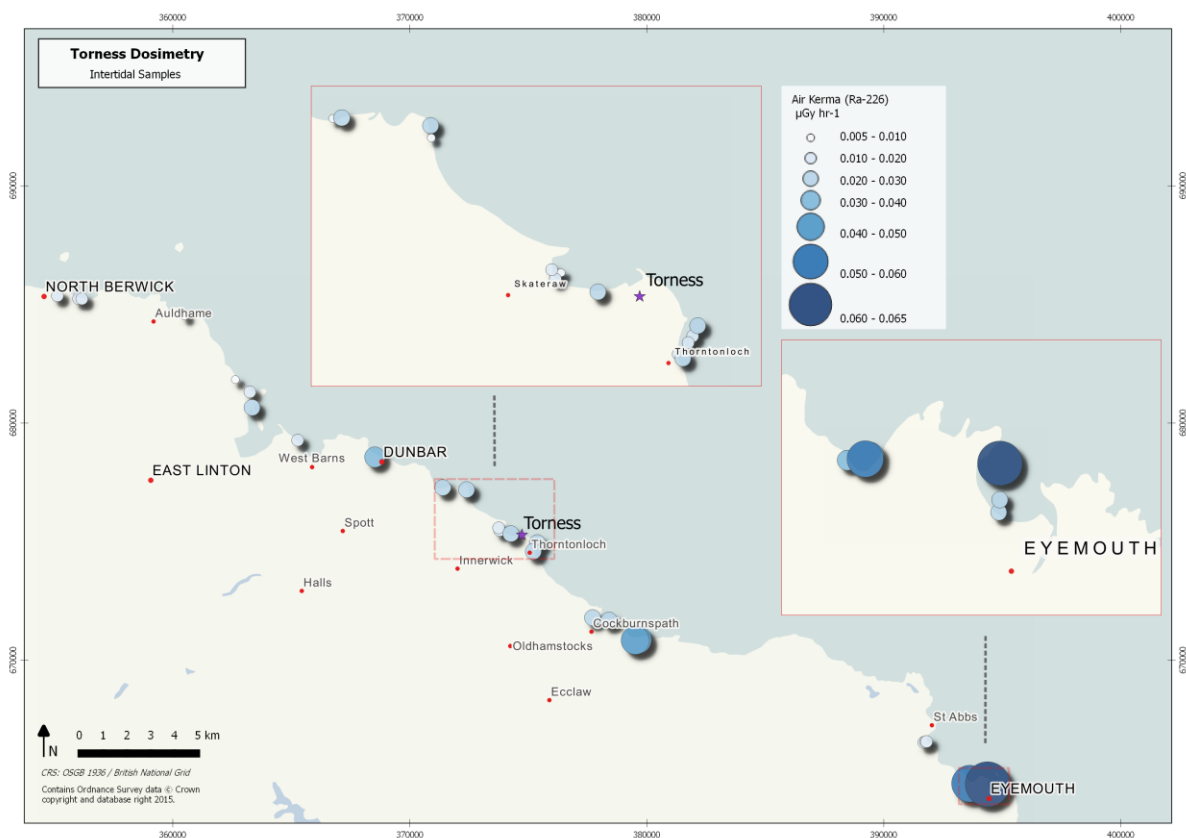 360000
370000
380000
390000
400000
Torness Dosimetry
Intertidal Samples
Air Kerma (Ra-226)
µGy hr-1
0.005 - 0.010
0.010 - 0.020
0.020 - 0.030
0.030 - 0.040
0.040 - 0.050
0.050 - 0.060
0.060 - 0.065
690000
690000
Torness
Skateraw
NORTH BERWICK
Auldhame
Thorntonloch
680000
680000
DUNBAR
West Barns
EAST LINTON
Torness
Spott
Thorntonloch
EYEMOUTH
Innerwick
Halls
Cockburnspath
Oldhamstocks
670000
670000
Ecclaw
St Abbs
0 1 2 3 4 5 km
N
CRS: OSGB 1936 / British National Grid
Contains Ordnance Survey data © Crown
copyright and database right 2015.
EYEMOUTH